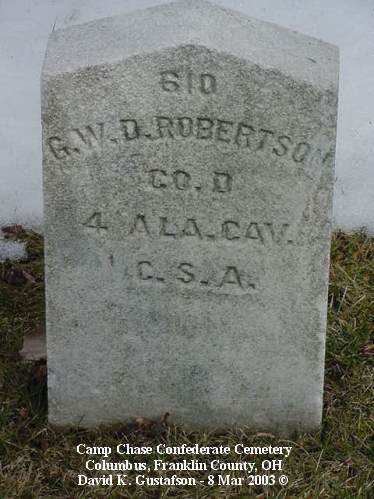 610
G.W.D. ROBERTSON
CO. D
4 ALA. CAV.
C. S. A.
Camp Chase Confederate Cemetery
Columbus, Franklin County, OH
David K. Gustafson - 8 Mar 2003 ©